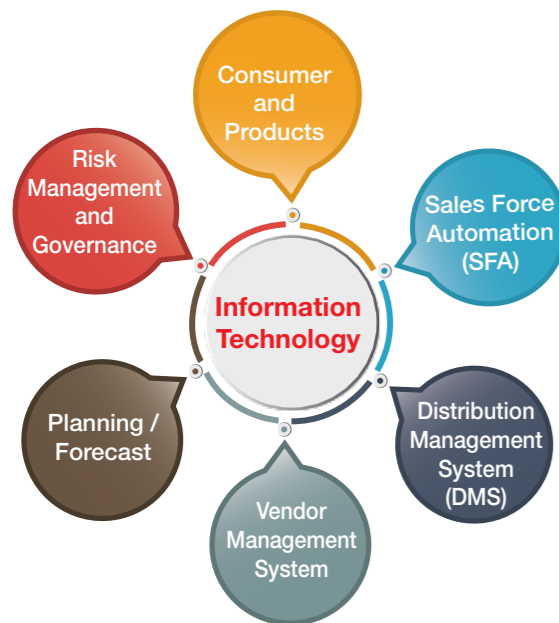 Consumer
and
Products
Risk
Management
and
Governance
Sales Force
Automation
(SFA)
Information
Technology
Planning /
Forecast
Distribution
Management
System
(DMS)
Vendor
Management
System